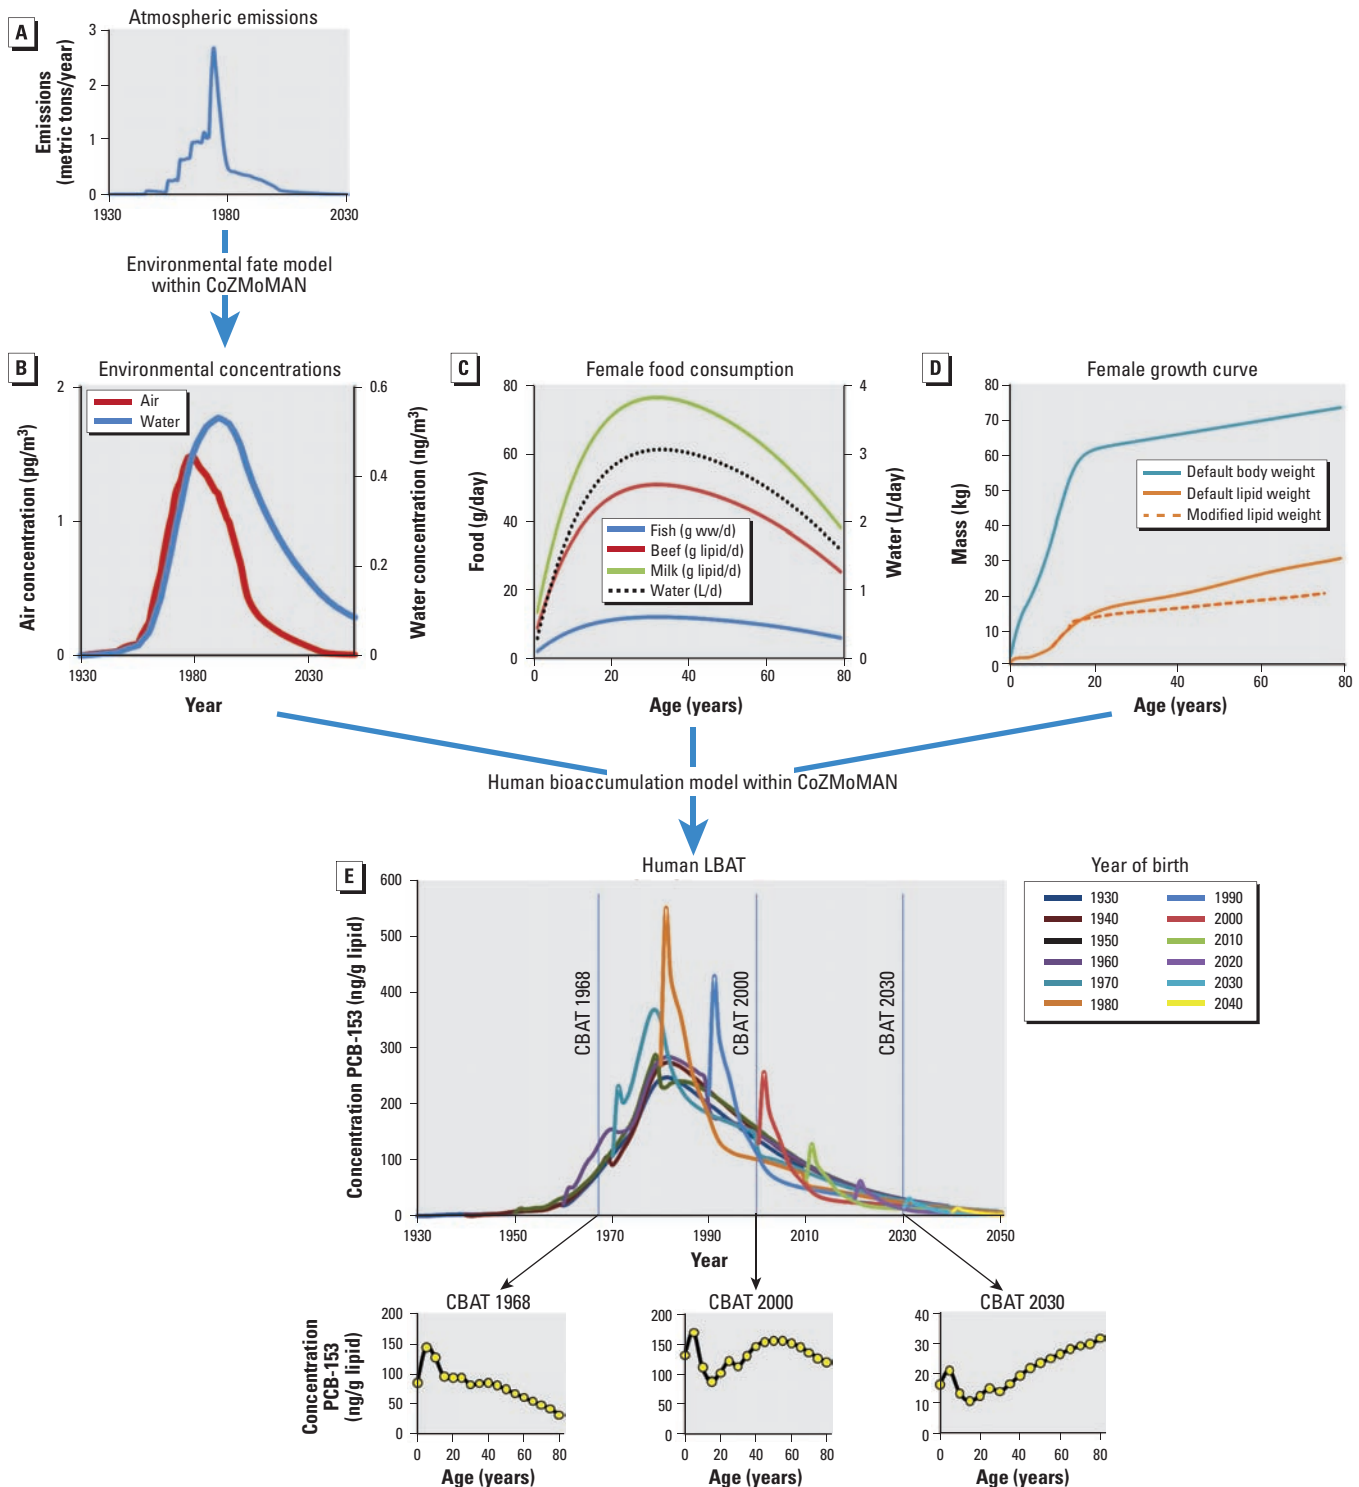 A
Atmospheric emissions
Emissions
(metric tons/year)
3
2
1
0
1930
1980
2030
Environmental fate model
within CoZMoMAN
B
Environmental concentrations
Air concentration (pg/m³)
2
1
0
Air
Water
0.6
0.4
0.2
0
Water concentration (ng/m³)
1930
1980
2030
Year
C
Female food consumption
Food (g/day)
80
60
40
20
0
Fish (g ww/d)
Beef (g lipid/d)
Milk (g lipid/d)
Water (L/d)
4
3
2
1
0
Water (L/day)
0
20
40
60
80
Age (years)
D
Female growth curve
Mass (kg)
80
70
60
50
40
30
20
10
0
Default body weight
Default lipid weight
Modified lipid weight
0
20
40
60
80
Age (years)
Human bioaccumulation model within CoZMoMAN
E
Human LBAT
Concentration PCB-153 (ng/g lipid)
600
500
400
300
200
100
0
CBAT 1968
CBAT 2000
CBAT 2030
1930
1950
1970
1990
2010
2030
2050
Year
Year of birth
1930
1940
1950
1960
1970
1980
1990
2000
2010
2020
2030
2040
Concentration
PCB-153
(ng/g lipid)
CBAT 1968
200
150
100
50
0
0
20
40
60
80
Age (years)
CBAT 2000
200
150
100
50
0
0
20
40
60
80
Age (years)
CBAT 2030
40
30
20
10
0
0
20
40
60
80
Age (years)